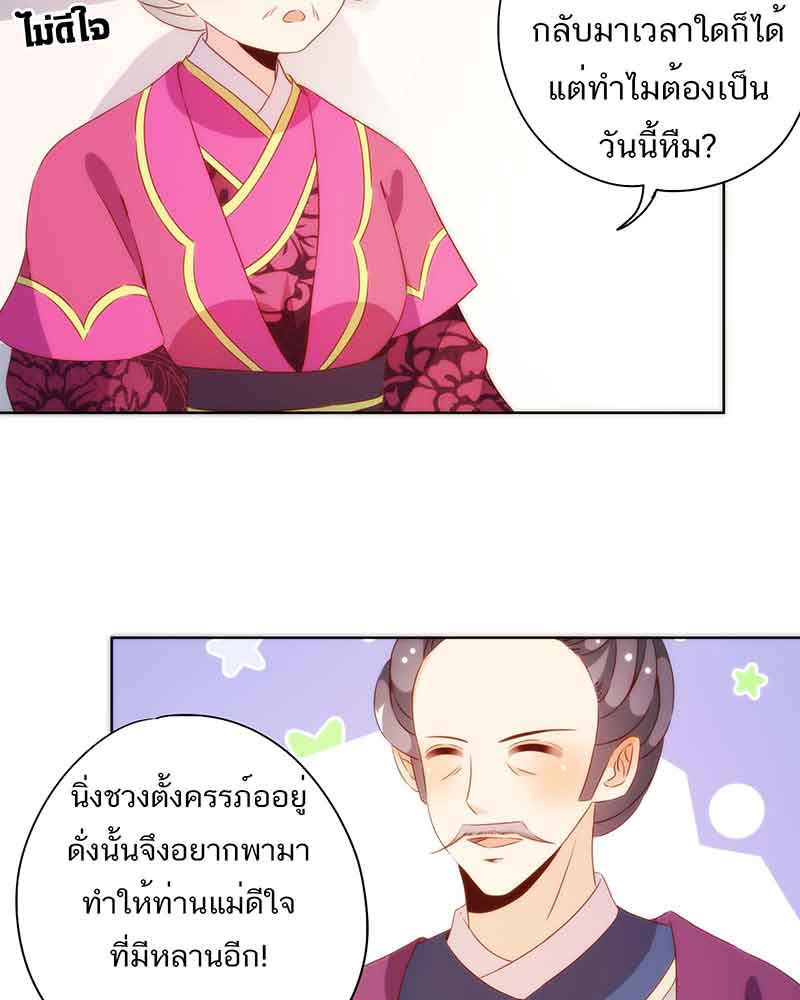 ไม่ดีใจ
กลับมาเวลาใดก็ได้
แต่ทำไมต้องเป็น
วันนี้หืม?
นิ่งชวงตั้งครรภ์ออยู่
ดั่งนั้นจึงอยากพามา
ทำให้ท่านแม่ดีใจ
ที่มีหลานอีก!